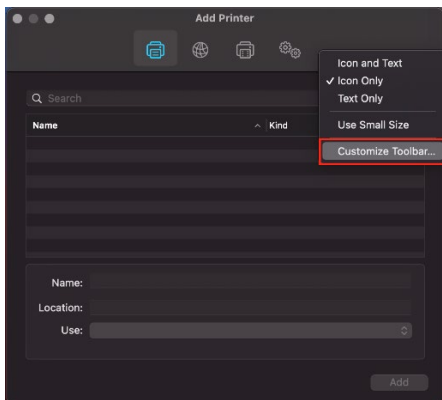 Add Printer
Icon and Text
✓ Icon Only
Text Only
Use Small Size
Customize Toolbar...
Search
Name
Kind
Name:
Location:
Use:
Add